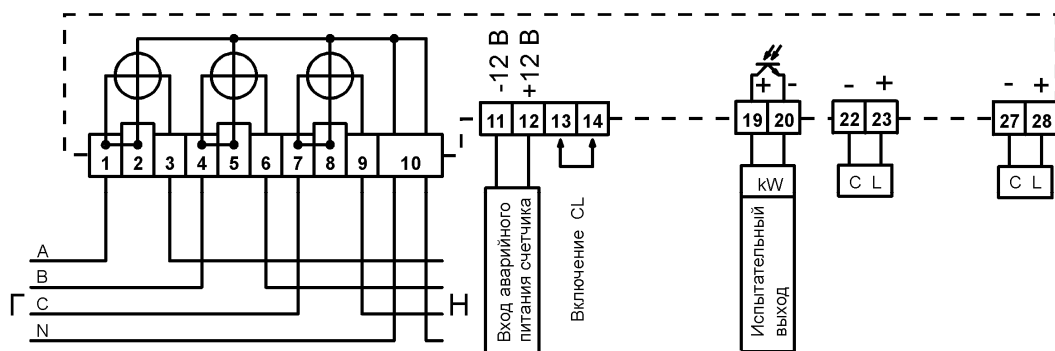 -12 В
+12 В
+ -
- +
- +
1 2 3 4 5 6 7 8 9 10
11 12 13 14
19 20
22 23
27 28
kW
C L
C L
Вход аварийного
питания счетчика
Включение CL
Испытательный
выход
A
B
C
N
Г
Н